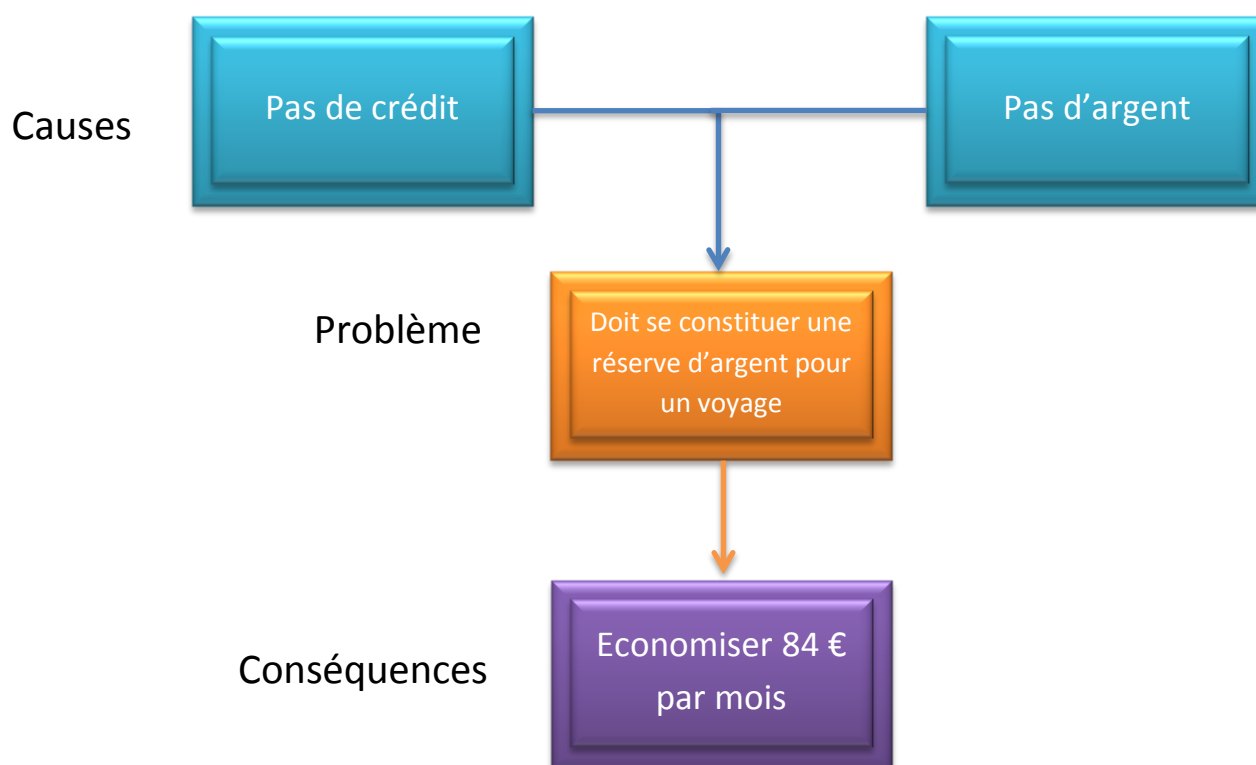 Pas de crédit
Pas d’argent
Causes
Problème
Doit se constituer une
réserve d’argent pour
un voyage
Conséquences
Economiser 84 €
par mois